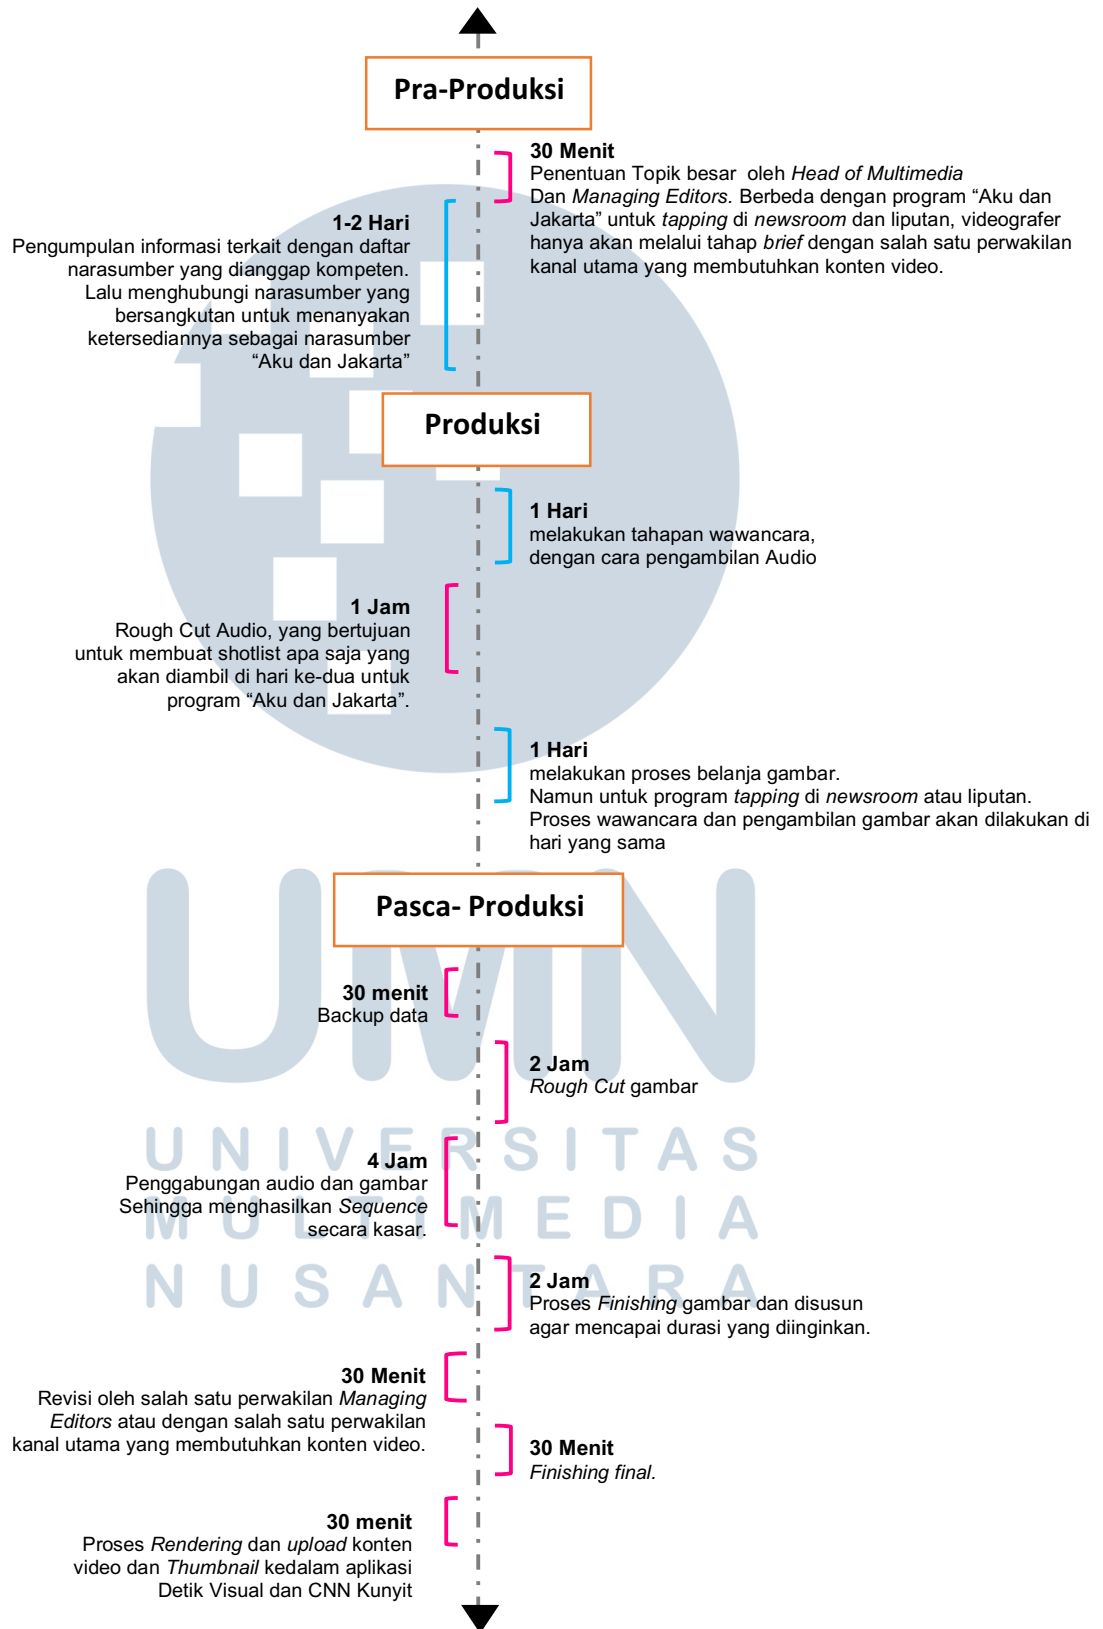 Pra-Produksi
30 Menit
Penentuan Topik besar oleh Head of Multimedia
Dan Managing Editors. Berbeda dengan program “Aku dan
Jakarta” untuk tapping di newsroom dan liputan, videografer
hanya akan melalui tahap brief dengan salah satu perwakilan
kanal utama yang membutuhkan konten video.
1-2 Hari
Pengumpulan informasi terkait dengan daftar
narasumber yang dianggap kompeten.
Lalu menghubungi narasumber yang
bersangkutan untuk menanyakan
ketersediannya sebagai narasumber
“Aku dan Jakarta”
Produksi
1 Hari
melakukan tahapan wawancara,
dengan cara pengambilan Audio
1 Jam
Rough Cut Audio, yang bertujuan
untuk membuat shotlist apa saja yang
akan diambil di hari ke-dua untuk
program “Aku dan Jakarta”.
1 Hari
melakukan proses belanja gambar.
Namun untuk program tapping di newsroom atau liputan.
Proses wawancara dan pengambilan gambar akan dilakukan di
hari yang sama
Pasca- Produksi
UMN
30 menit
Backup data
2 Jam
Rough Cut gambar
UNIVERSITAS
MULTIMEDIA
NUSANTARA
4 Jam
Penggabungan audio dan gambar
Sehingga menghasilkan Sequence
secara kasar.
2 Jam
Proses Finishing gambar dan disusun
agar mencapai durasi yang diinginkan.
30 Menit
Revisi oleh salah satu perwakilan Managing
Editors atau dengan salah satu perwakilan
kanal utama yang membutuhkan konten video.
30 Menit
Finishing final.
30 menit
Proses Rendering dan upload konten
video dan Thumbnail kedalam aplikasi
Detik Visual dan CNN Kunyit